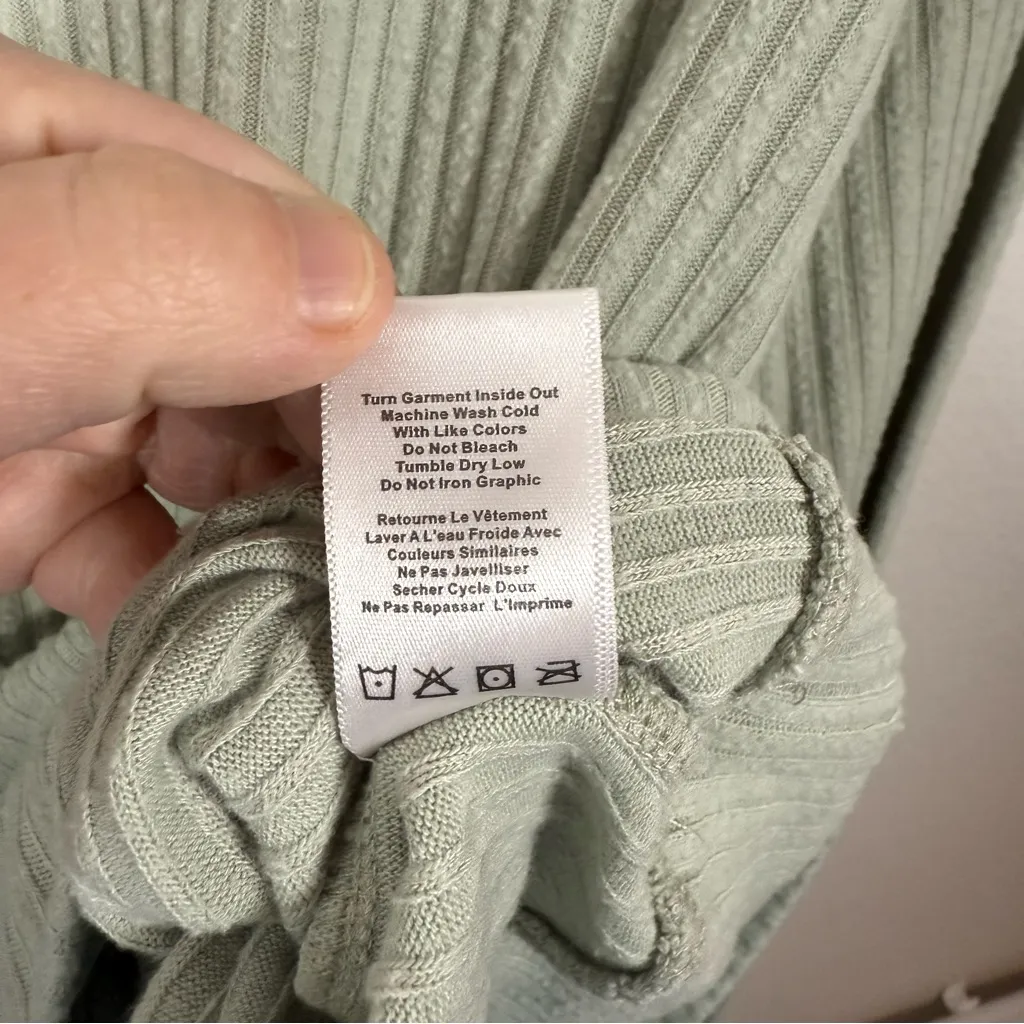 Turn Garment Inside Out
Machine Wash Cold
With Like Colors
Do Not Bleach
Tumble Dry Low
Do Not Iron Graphic
Retourne Le Vêtement
Laver A L'eau Froide Avec
Couleurs Similaires
Ne Pas Javelliser
Secher Cycle Doux
Ne Pas Repassar L'Imprime